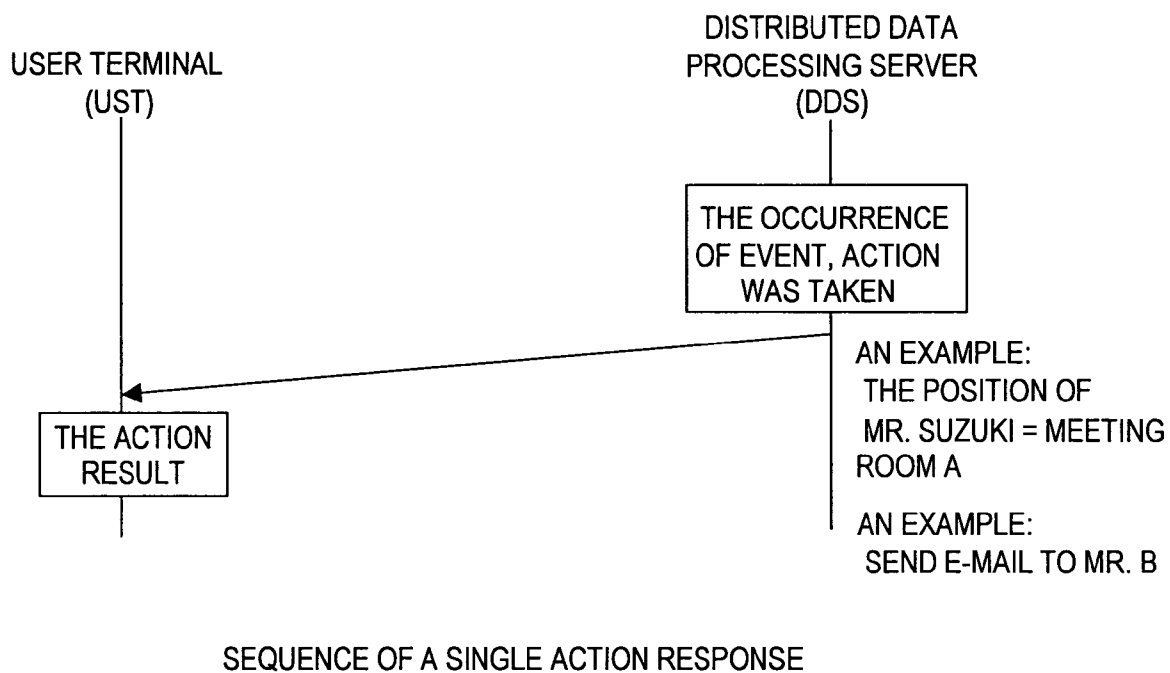 USER TERMINAL
(UST)
DISTRIBUTED DATA
PROCESSING SERVER
(DDS)
THE OCCURRENCE
OF EVENT, ACTION
WAS TAKEN
AN EXAMPLE:
THE POSITION OF
MR. SUZUKI = MEETING
ROOM A
THE ACTION
RESULT
AN EXAMPLE:
SEND E-MAIL TO MR. B
SEQUENCE OF A SINGLE ACTION RESPONSE